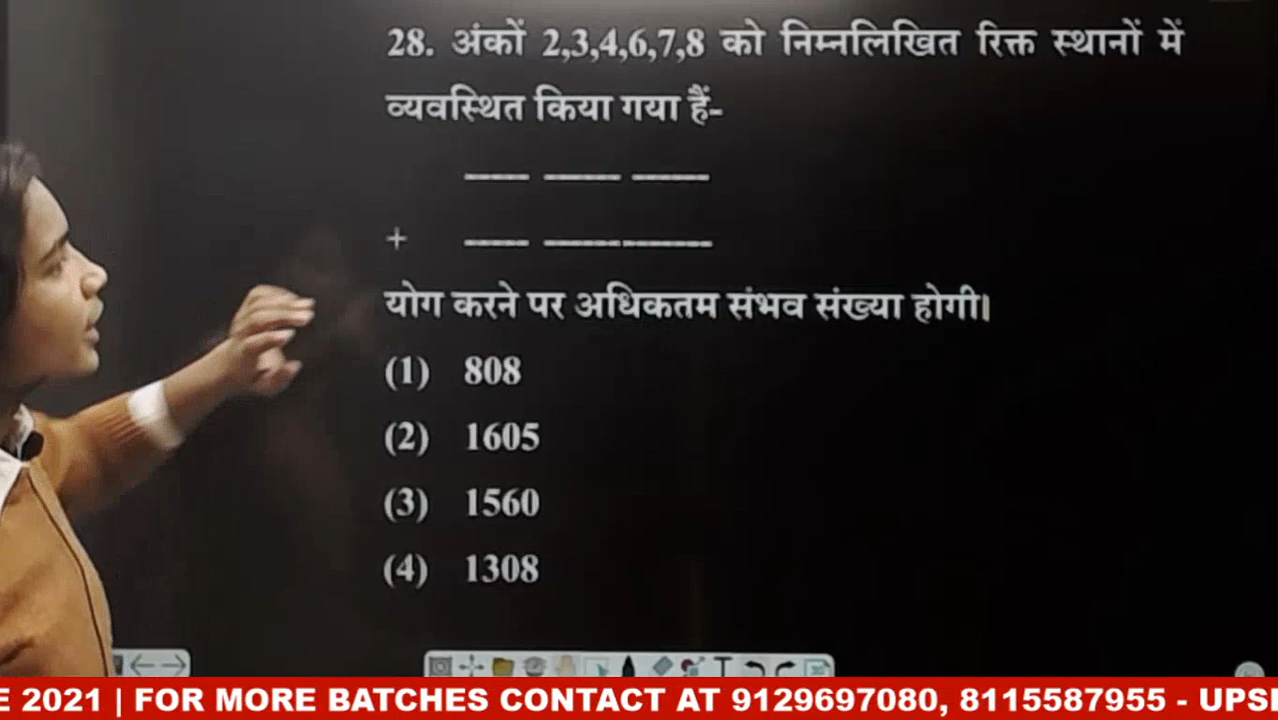 28. अंकों 2,3,4,6,7,8 को निम्नलिखित रिक्त स्थानों में
व्यवस्थित किया गया हैं-
+
योग करने पर अधिकतम संभव संख्या होगी।
(1) 808
(2) 1605
(3) 1560
(4) 1308
E 2021 | FOR MORE BATCHES CONTACT AT 9129697080, 8115587955 - UPSI